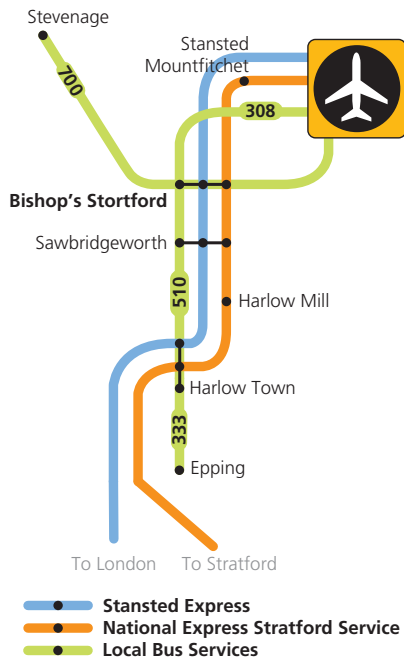 Stevenage
700
Stansted
Mountfitchet
308
Bishop's Stortford
Sawbridgeworth
510
Harlow Mill
Harlow Town
333
Epping
To London
To Stratford
Stansted Express
National Express Stratford Service
Local Bus Services